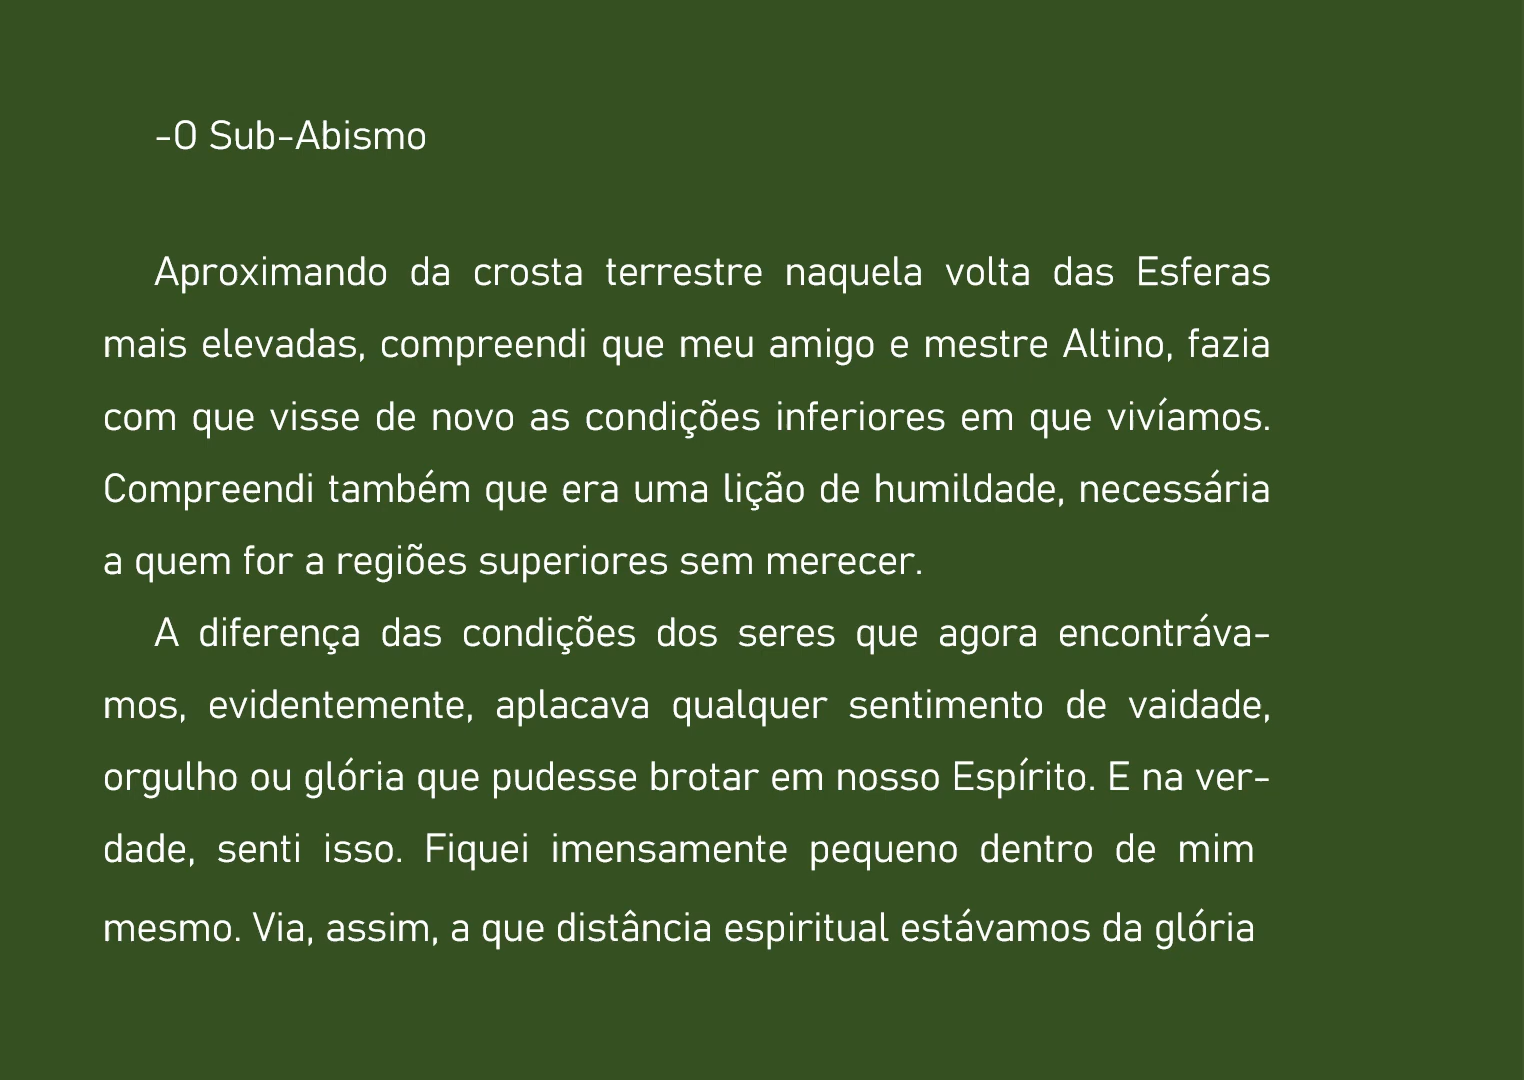 -O Sub-Abismo
Aproximando da crosta terrestre naquela volta das Esferas
mais elevadas, compreendi que meu amigo e mestre Altino, fazia
com que visse de novo as condições inferiores em que vivíamos.
Compreendi também que era uma lição de humildade, necessária
a quem for a regiões superiores sem merecer.
A diferença das condições dos seres que agora encontráva-
mos, evidentemente, aplacava qualquer sentimento de vaidade,
orgulho ou glória que pudesse brotar em nosso Espírito. E na ver-
dade, senti isso. Fiquei imensamente pequeno dentro de mim
mesmo. Via, assim, a que distância espiritual estávamos da glória